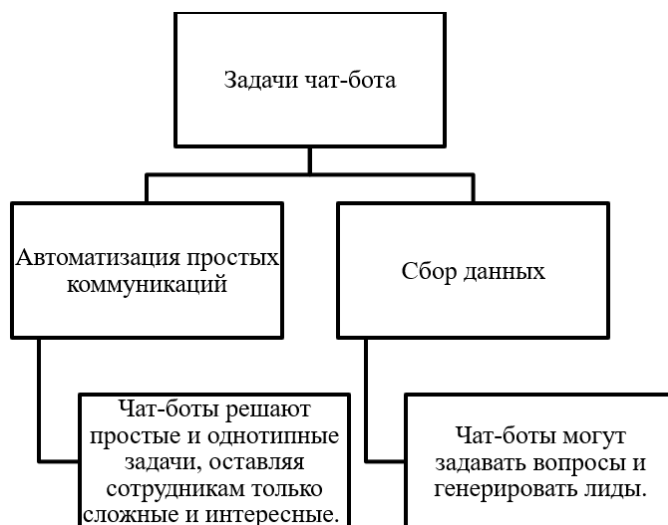 Задачи чат-бота
Автоматизация простых
коммуникаций
Сбор данных
Чат-боты решают
простые и однотипные
задачи, оставляя
сотрудникам только
сложные и интересные.
Чат-боты могут
задавать вопросы и
генерировать лиды.